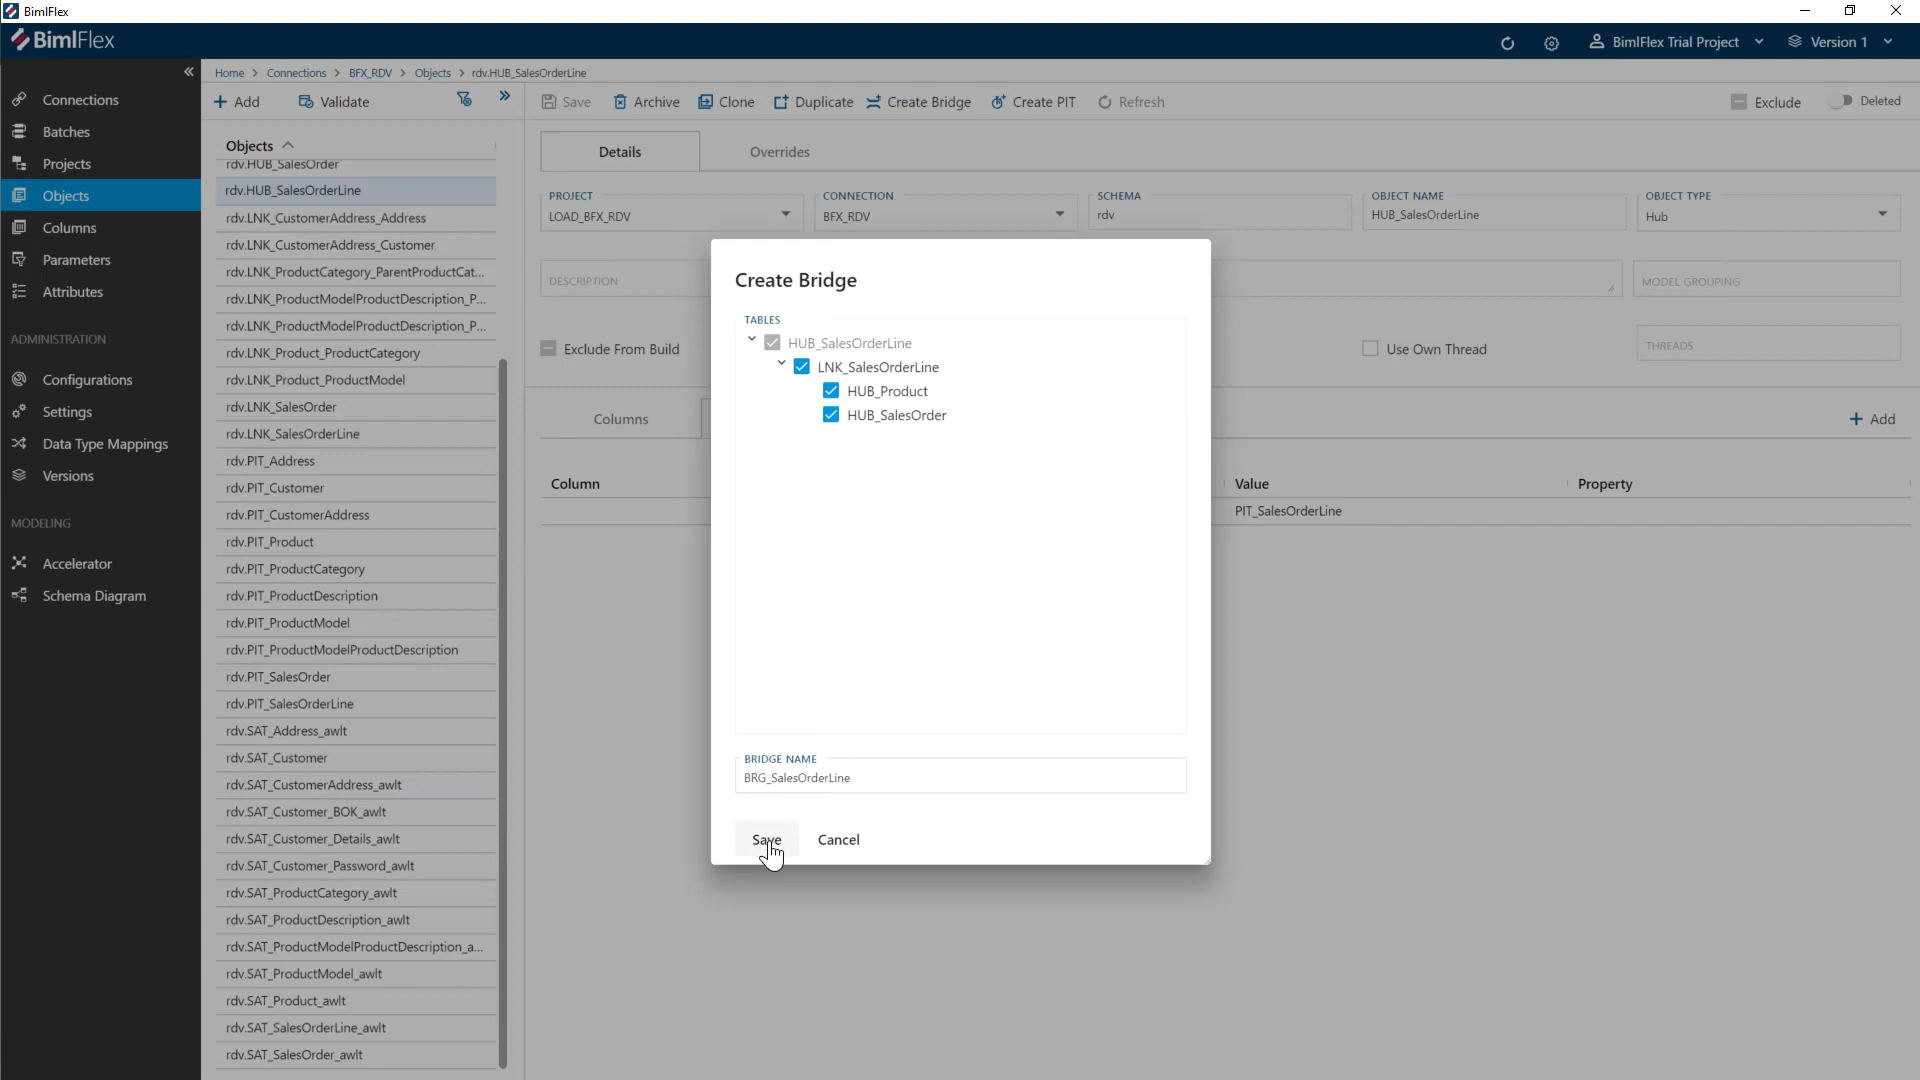 BimlFlex
BimlFlex
BimlFlex Trial Project
Version 1
Home > Connections > BFX_RDV > Objects > rdv.HUB_SalesOrderLine
Connections
Batches
Projects
Objects
Columns
Parameters
Attributes
ADMINISTRATION
Configurations
Settings
Data Type Mappings
Versions
MODELING
Accelerator
Schema Diagram
Add
Validate
Objects
rdv.HUB_SalesOrder
rdv.HUB_SalesOrderLine
rdv.LNK_CustomerAddress_Address
rdv.LNK_CustomerAddress_Customer
rdv.LNK_ProductCategory_ParentProductCat...
rdv.LNK_ProductModelProductDescription_P...
rdv.LNK_ProductModelProductDescription_P...
rdv.LNK_Product_ProductCategory
rdv.LNK_Product_ProductModel
rdv.LNK_SalesOrder
rdv.LNK_SalesOrderLine
rdv.PIT_Address
rdv.PIT_Customer
rdv.PIT_CustomerAddress
rdv.PIT_Product
rdv.PIT_ProductCategory
rdv.PIT_ProductDescription
rdv.PIT_ProductModel
rdv.PIT_ProductModelProductDescription
rdv.PIT_SalesOrder
rdv.PIT_SalesOrderLine
rdv.SAT_Address_awlt
rdv.SAT_Customer
rdv.SAT_CustomerAddress_awlt
rdv.SAT_Customer_BOK_awlt
rdv.SAT_Customer_Details_awlt
rdv.SAT_Customer_Password_awlt
rdv.SAT_ProductCategory_awlt
rdv.SAT_ProductDescription_awlt
rdv.SAT_ProductModelProductDescription_a...
rdv.SAT_ProductModel_awlt
rdv.SAT_Product_awlt
rdv.SAT_SalesOrderLine_awlt
rdv.SAT_SalesOrder_awlt
Save
Archive
Clone
Duplicate
Create Bridge
Create PIT
Refresh
Exclude
Deleted
Details
Overrides
PROJECT
LOAD_BFX_RDV
CONNECTION
BFX_RDV
SCHEMA
rdv
OBJECT NAME
HUB_SalesOrderLine
OBJECT TYPE
Hub
DESCRIPTION
MODEL GROUPING
Exclude From Build
Use Own Thread
THREADS
Columns
Add
Column
Value
Property
PIT_SalesOrderLine
Create Bridge
TABLES
HUB_SalesOrderLine
LNK_SalesOrderLine
HUB_Product
HUB_SalesOrder
BRIDGE NAME
BRG_SalesOrderLine
Save
Cancel